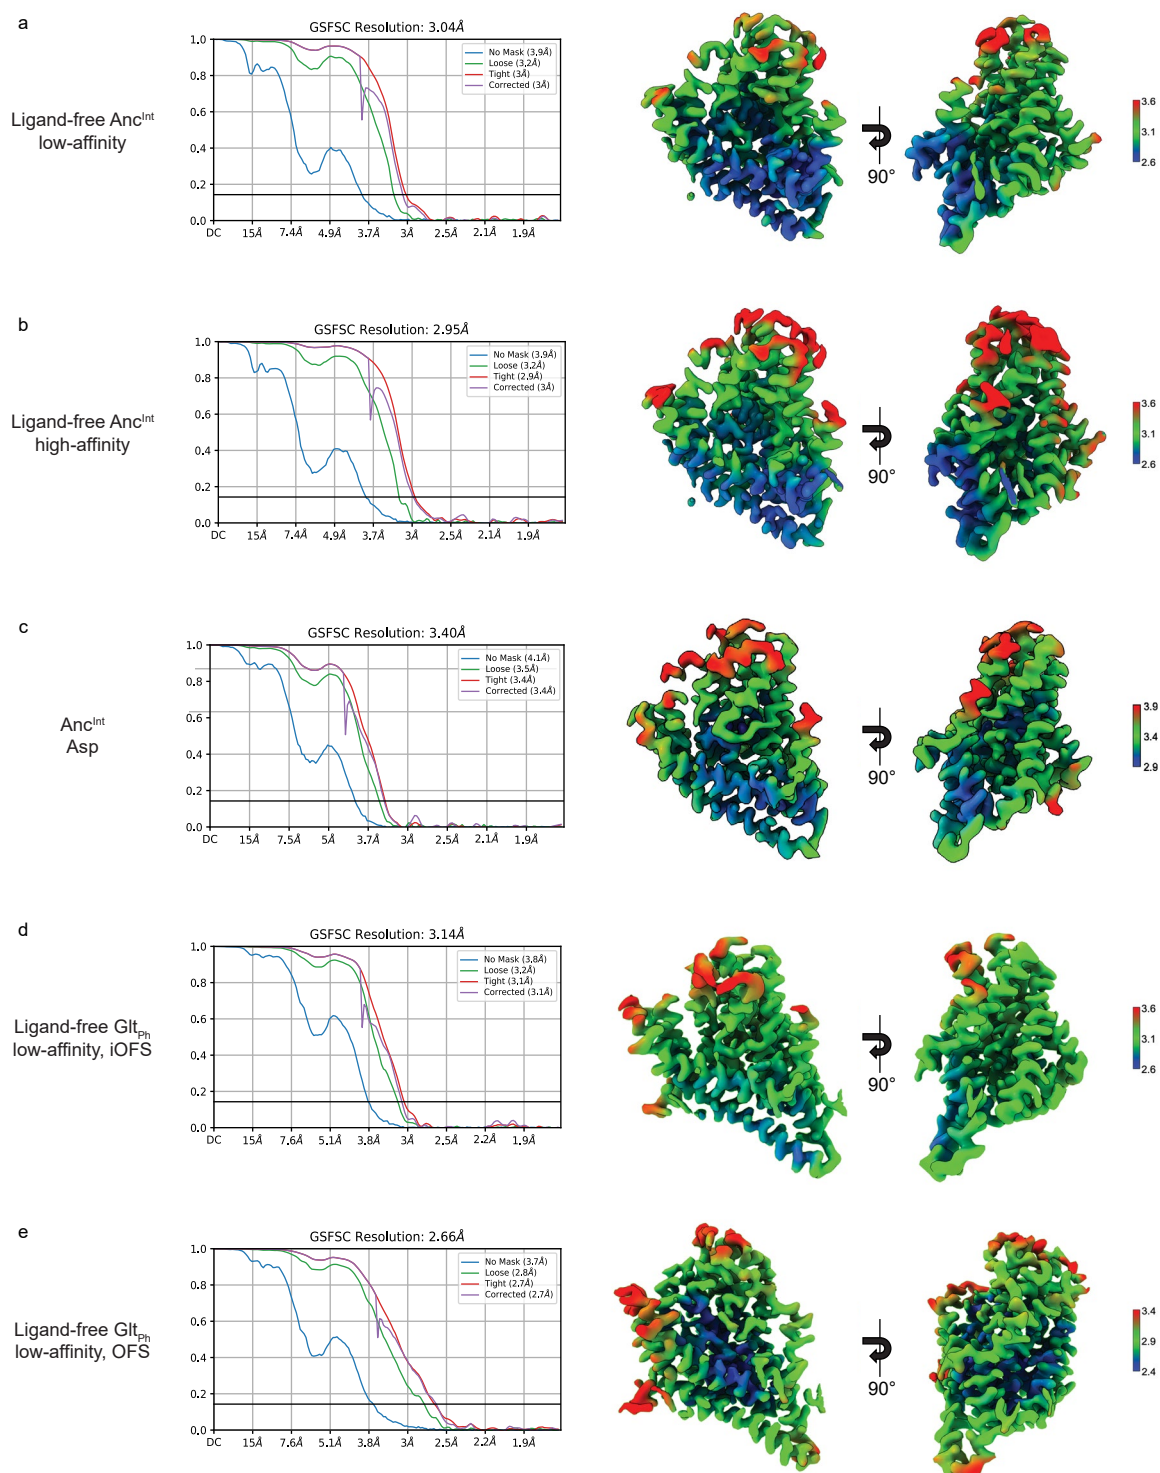 a
GSFSC Resolution: 3.04Å
Ligand-free Anc^Int
low-affinity
1.0
0.8
0.6
0.4
0.2
0.0
No Mask (3.9Å)
Loose (3.2Å)
Tight (3Å)
Corrected (3Å)
DC 15Å 7.4Å 4.9Å 3.7Å 3Å 2.5Å 2.1Å 1.9Å
90°
3.6
3.1
2.6
b
GSFSC Resolution: 2.95Å
Ligand-free Anc^Int
high-affinity
1.0
0.8
0.6
0.4
0.2
0.0
No Mask (3.9Å)
Loose (3.2Å)
Tight (2.9Å)
Corrected (3Å)
DC 15Å 7.4Å 4.9Å 3.7Å 3Å 2.5Å 2.1Å 1.9Å
90°
3.6
3.1
2.6
c
GSFSC Resolution: 3.40Å
Anc^Int
Asp
1.0
0.8
0.6
0.4
0.2
0.0
No Mask (4.1Å)
Loose (3.5Å)
Tight (3.4Å)
Corrected (3.4Å)
DC 15Å 7.5Å 5Å 3.7Å 3Å 2.5Å 2.1Å 1.9Å
90°
3.9
3.4
2.9
d
GSFSC Resolution: 3.14Å
Ligand-free Glt_Ph
low-affinity, iOFS
1.0
0.8
0.6
0.4
0.2
0.0
No Mask (3.8Å)
Loose (3.2Å)
Tight (3.1Å)
Corrected (3.1Å)
DC 15Å 7.6Å 5.1Å 3.8Å 3Å 2.5Å 2.2Å 1.9Å
90°
3.6
3.1
2.6
e
GSFSC Resolution: 2.66Å
Ligand-free Glt_Ph
low-affinity, OFS
1.0
0.8
0.6
0.4
0.2
0.0
No Mask (3.7Å)
Loose (2.8Å)
Tight (2.7Å)
Corrected (2.7Å)
DC 15Å 7.6Å 5.1Å 3.8Å 3Å 2.5Å 2.2Å 1.9Å
90°
3.4
2.9
2.4